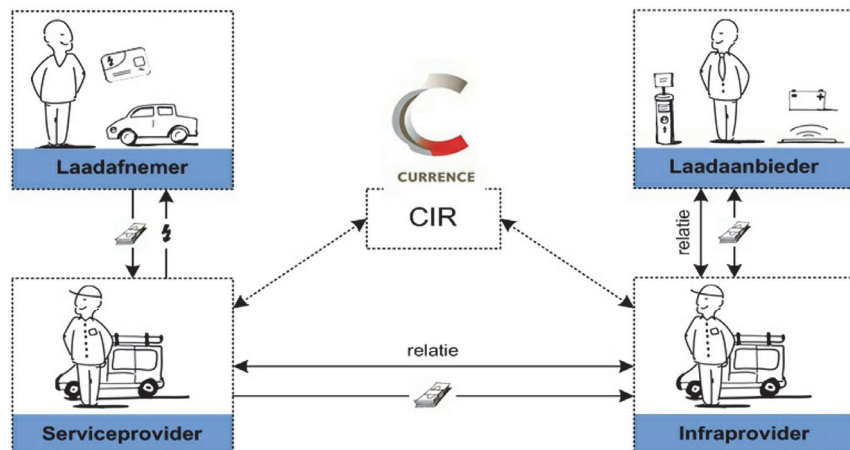 CURRENCE
Laadafnemer
Laadaanbieder
CIR
relatie
relatie
Serviceprovider
Infraprovider